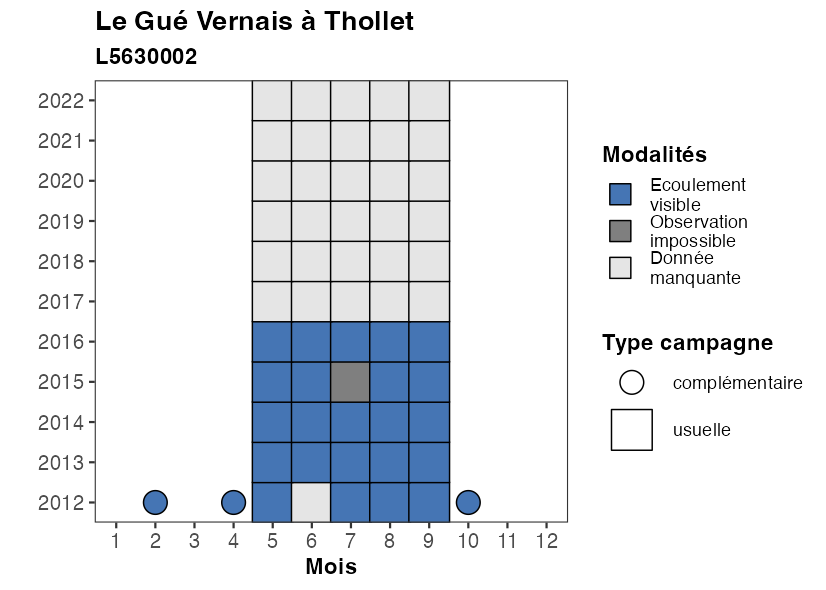 Le Gué Vernais à Thollet
L5630002
2022
2021
2020
2019
2018
2017
2016
2015
2014
2013
2012
1 2 3 4 5 6 7 8 9 10 11 12
Mois
Modalités
Ecoulement
visible
Observation
impossible
Donnée
manquante
Type campagne
complémentaire
usuelle